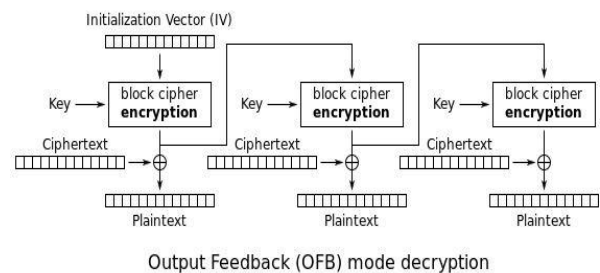 Initialization Vector (IV)
Key
block cipher
encryption
Key
block cipher
encryption
Key
block cipher
encryption
Ciphertext
Ciphertext
Ciphertext
Plaintext
Plaintext
Plaintext
Output Feedback (OFB) mode decryption